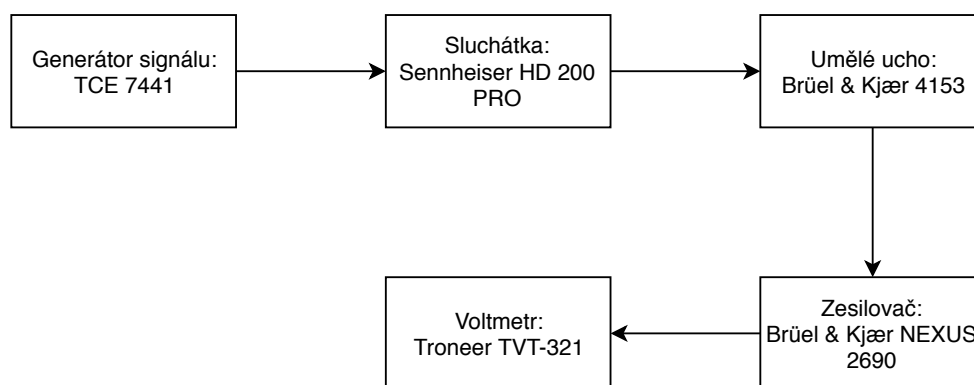 Generátor signálu:
TCE 7441
Sluchátka:
Sennheiser HD 200
PRO
Umělé ucho:
Brüel & Kjær 4153
Voltmetr:
Troneer TVT-321
Zesilovač:
Brüel & Kjær NEXUS
2690